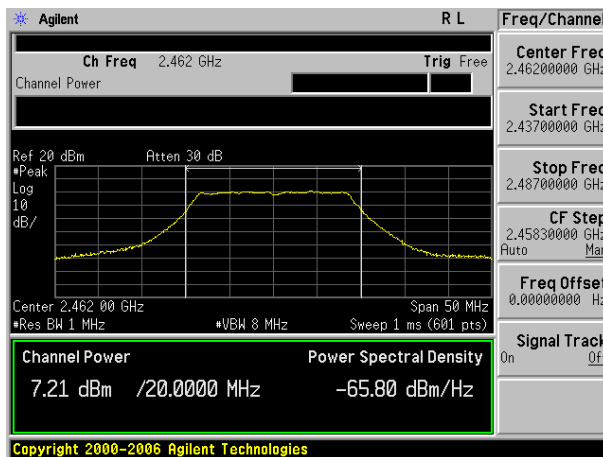 Agilent R L Freq/Channel
Ch Freq 2.462 GHz Trig Free
Channel Power
Center Freq
2.46200000 GHz
Start Freq
2.43700000 GHz
Ref 20 dBm Atten 30 dB
#Peak
Log
10
dB/
Stop Freq
2.48700000 GHz
CF Step
2.45830000 GHz
Auto Man
Freq Offset
0.00000000 Hz
Center 2.462 00 GHz Span 50 MHz
#Res BW 1 MHz #VBW 8 MHz Sweep 1 ms (601 pts)
Signal Track
On Of
Channel Power Power Spectral Density
7.21 dBm /20.0000 MHz -65.80 dBm/Hz
Copyright 2000-2006 Agilent Technologies